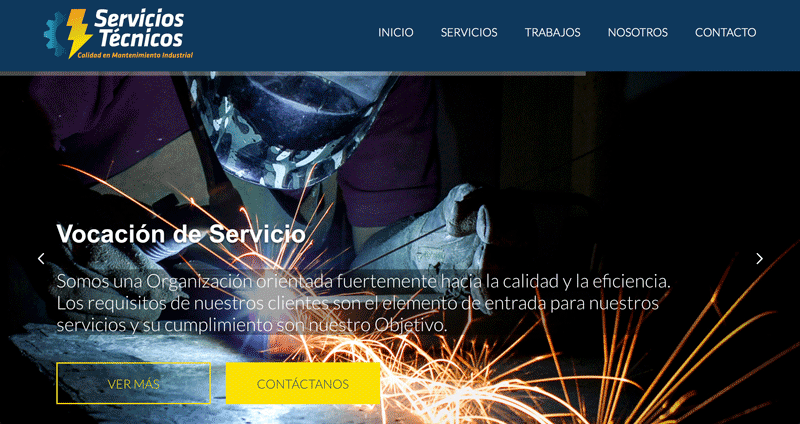 Servicios
Técnicos
Calidad en Mantenimiento Industrial
INICIO SERVICIOS TRABAJOS NOSOTROS CONTACTO
Vocación de Servicio
Somos una Organización orientada fuertemente hacia la calidad y la eficiencia.
Los requisitos de nuestros clientes son el elemento de entrada para nuestros
servicios y su cumplimiento son nuestro Objetivo.
VER MÁS CONTÁCTANOS